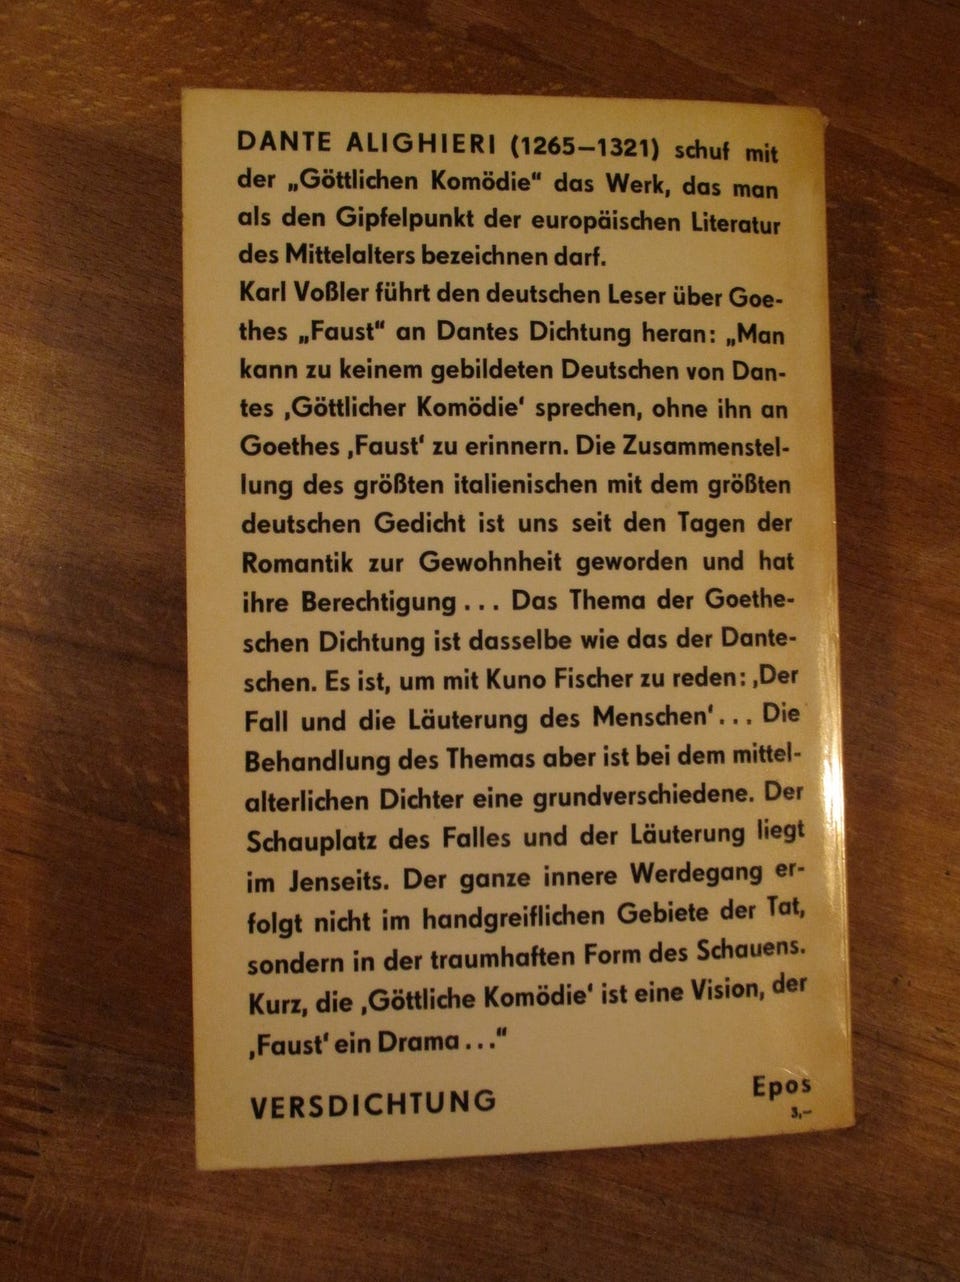 DANTE ALIGHIERI (1265–1321) schuf mit
der „Göttlichen Komödie“ das Werk, das man
als den Gipfelpunkt der europäischen Literatur
des Mittelalters bezeichnen darf.
Karl Voßler führt den deutschen Leser über Goe-
thes „Faust“ an Dantes Dichtung heran: „Man
kann zu keinem gebildeten Deutschen von Dan-
tes ‚Göttlicher Komödie‘ sprechen, ohne ihn an
Goethes ‚Faust‘ zu erinnern. Die Zusammenstel-
lung des größten italienischen mit dem größten
deutschen Gedicht ist uns seit den Tagen der
Romantik zur Gewohnheit geworden und hat
ihre Berechtigung ... Das Thema der Goethe-
schen Dichtung ist dasselbe wie das der Dante-
schen. Es ist, um mit Kuno Fischer zu reden: ‚Der
Fall und die Läuterung des Menschen‘... Die
Behandlung des Themas aber ist bei dem mittel-
alterlichen Dichter eine grundverschiedene. Der
Schauplatz des Falles und der Läuterung liegt
im Jenseits. Der ganze innere Werdegang er-
folgt nicht im handgreiflichen Gebiete der Tat,
sondern in der traumhaften Form des Schauens.
Kurz, die ‚Göttliche Komödie‘ ist eine Vision, der
‚Faust‘ ein Drama ...“
VERSDICHTUNG
Epos
3,–